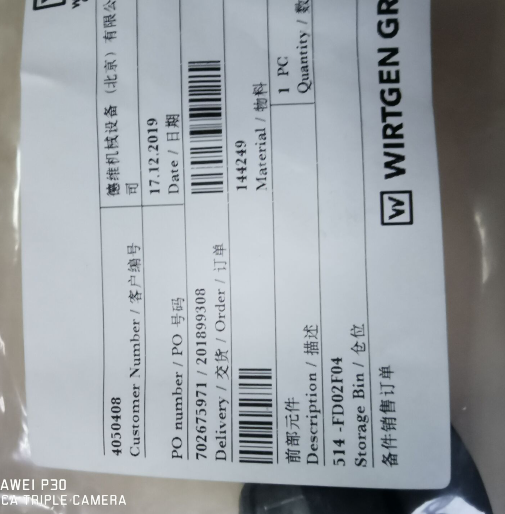 德维机械设备（北京）有限公
司
4050408
Customer Number / 客户编号
17.12.2019
Date / 日期
PO number / PO 号码
702675971 / 201899308
Delivery / 交货 / Order / 订单
144249
Material / 物料
前部元件
Description / 描述
1 PC
Quantity / 数
514 -FD02F04
Storage Bin / 仓位
备件销售订单
WIRTGEN GR
AWEI P30
CA TRIPLE CAMERA